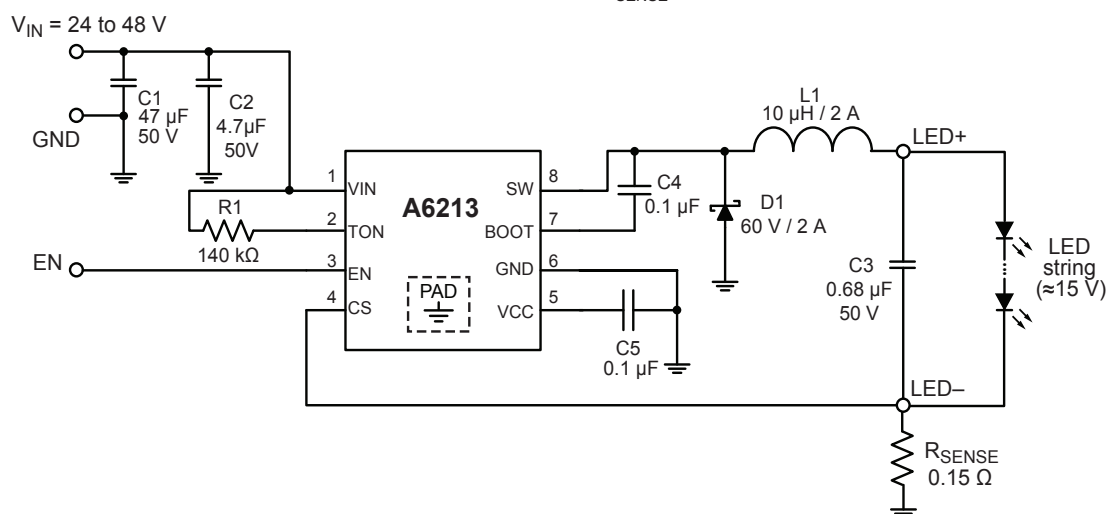 V_IN = 24 to 48 V
GND
C1
47 µF
50 V
C2
4.7µF
50V
R1
140 kΩ
EN
1
2
3
4
VIN
TON
EN
CS
A6213
PAD
SW
BOOT
GND
VCC
8
7
6
5
C4
0.1 µF
C5
0.1 µF
D1
60 V / 2 A
L1
10 µH / 2 A
LED+
C3
0.68 µF
50 V
LED
string
(≈15 V)
LED–
R_SENSE
0.15 Ω